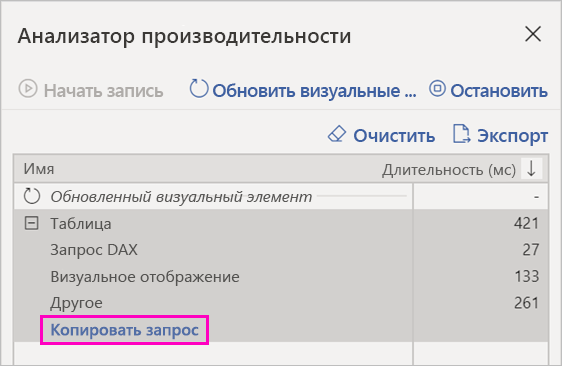 Анализатор производительности
Начать запись Обновить визуальные ... Остановить
Очистить Экспорт
Имя Длительность (мс)
Обновленный визуальный элемент -
Таблица 421
Запрос DAX 27
Визуальное отображение 133
Другое 261
Копировать запрос